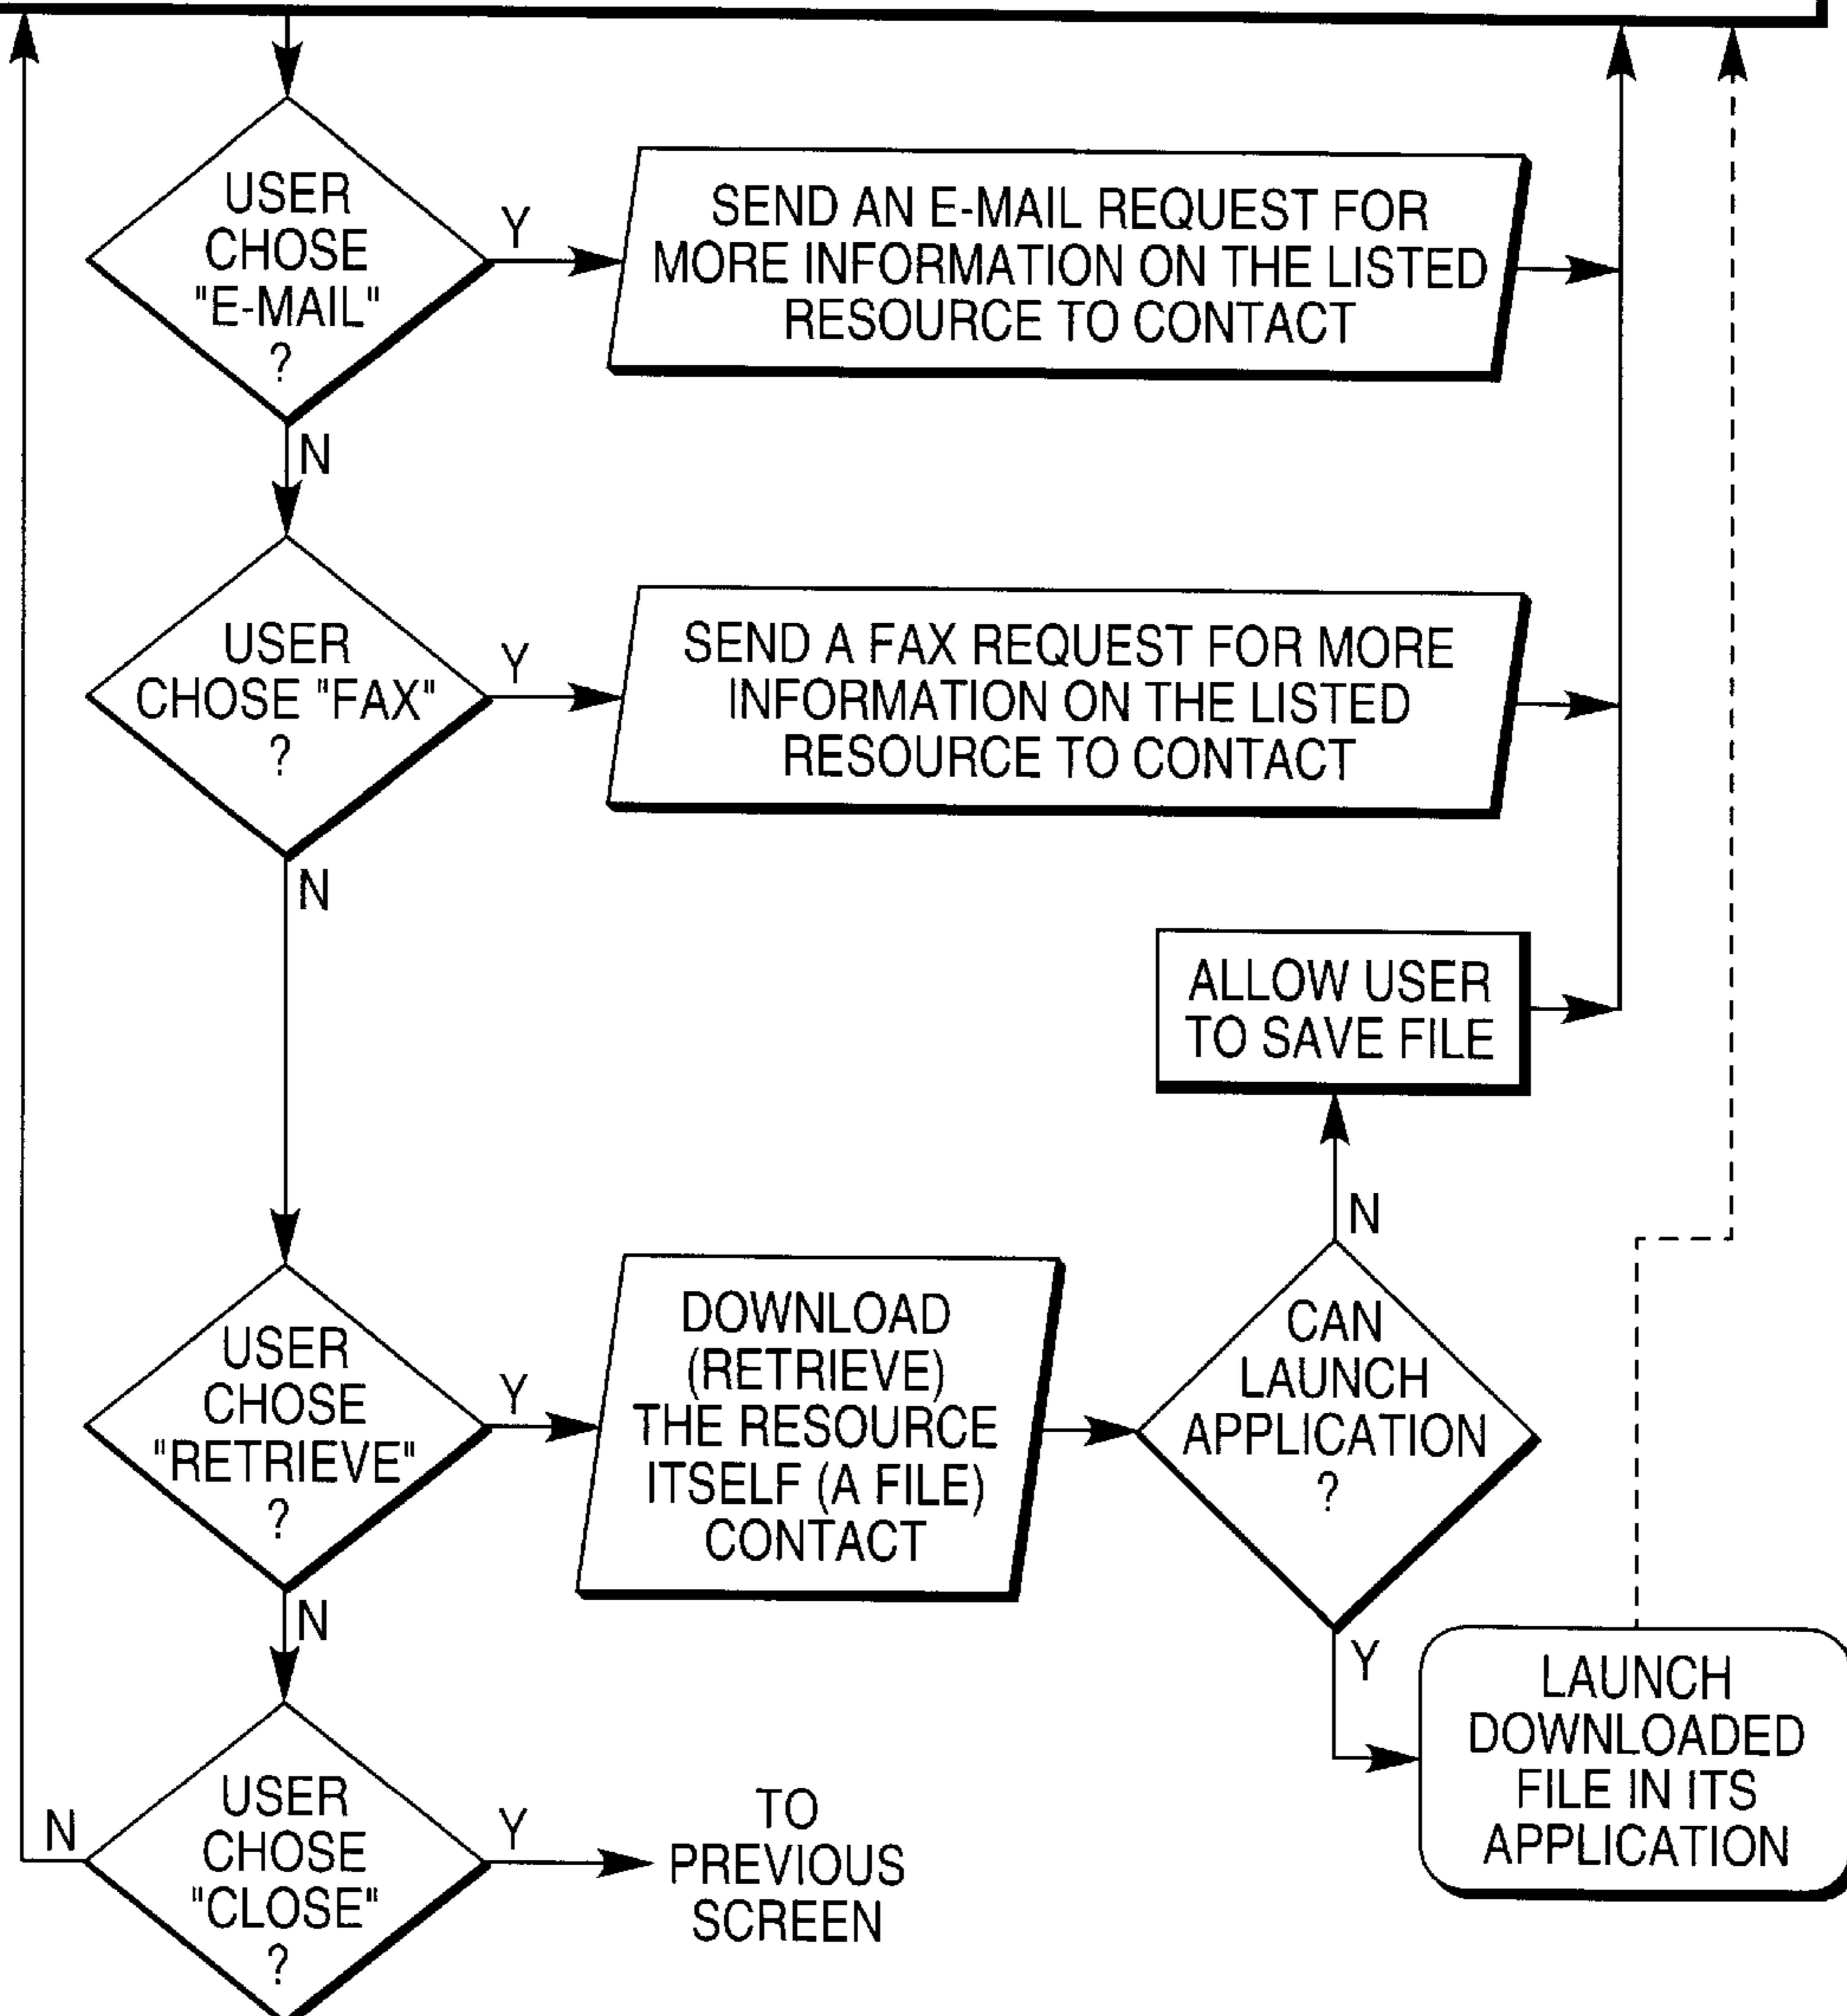 USER
CHOSE
"E-MAIL"
?
Y
SEND AN E-MAIL REQUEST FOR
MORE INFORMATION ON THE LISTED
RESOURCE TO CONTACT
N
USER
CHOSE "FAX"
?
Y
SEND A FAX REQUEST FOR MORE
INFORMATION ON THE LISTED
RESOURCE TO CONTACT
N
ALLOW USER
TO SAVE FILE
N
USER
CHOSE
"RETRIEVE"
?
Y
DOWNLOAD
(RETRIEVE)
THE RESOURCE
ITSELF (A FILE)
CONTACT
CAN
LAUNCH
APPLICATION
?
N
Y
LAUNCH
DOWNLOADED
FILE IN ITS
APPLICATION
USER
CHOSE
"CLOSE"
?
N
Y
TO
PREVIOUS
SCREEN